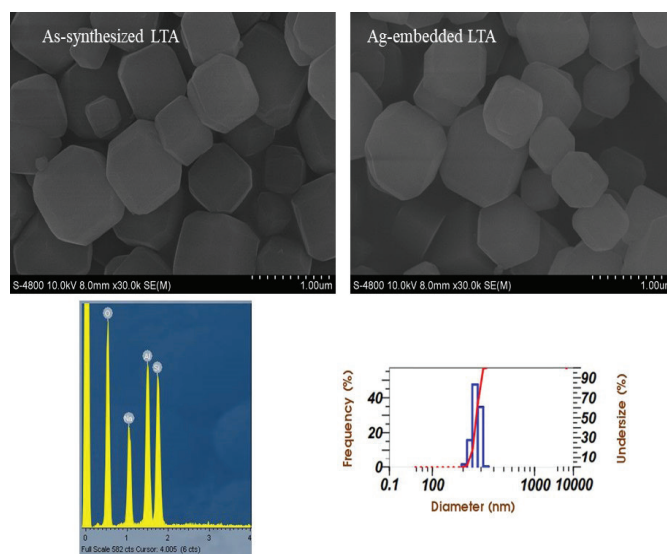 As-synthesized LTA
Ag-embedded LTA
S-4800 10.0kV 8.0mm x30.0k SE(M)
1.00um
S-4800 10.0kV 8.0mm x30.0k SE(M)
1.00um
O
Na
Al
Si
0 1 2 3 4
Full Scale 582 cts Cursor: 4.005 (6 cts)
Frequency (%)
40
20
0
90
70
50
30
10
Undersize (%)
0.1 100 1000 10000
Diameter (nm)